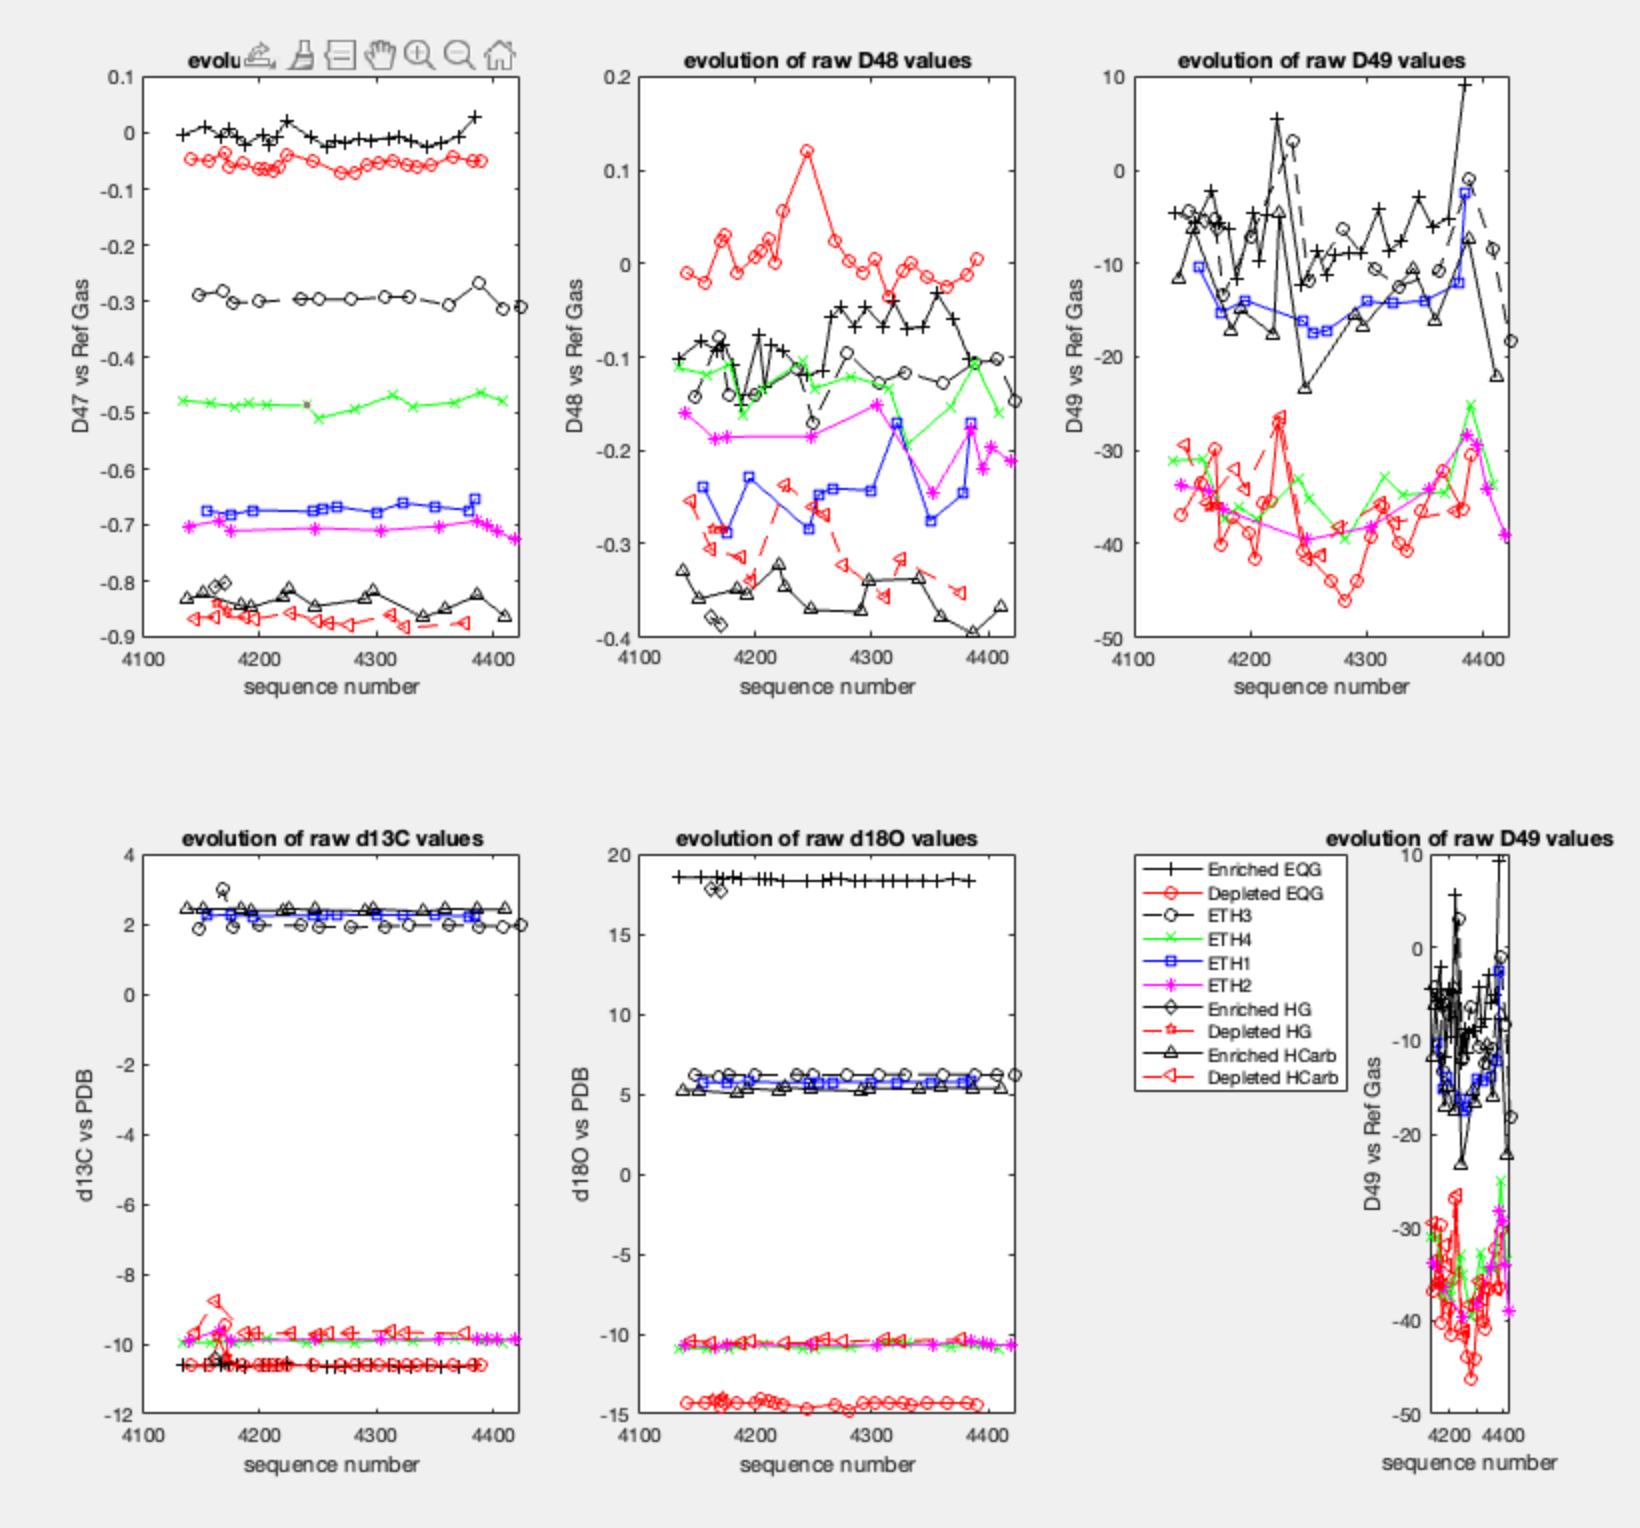 evolu
0.1
0
-0.1
-0.2
-0.3
-0.4
-0.5
-0.6
-0.7
-0.8
-0.9
D47 vs Ref Gas
4100 4200 4300 4400
sequence number
evolution of raw D48 values
0.2
0.1
0
-0.1
-0.2
-0.3
-0.4
D48 vs Ref Gas
4100 4200 4300 4400
sequence number
evolution of raw D49 values
10
0
-10
-20
-30
-40
-50
D49 vs Ref Gas
4100 4200 4300 4400
sequence number
evolution of raw d13C values
4
2
0
-2
-4
-6
-8
-10
-12
d13C vs PDB
4100 4200 4300 4400
sequence number
evolution of raw d18O values
20
15
10
5
0
-5
-10
-15
d18O vs PDB
4100 4200 4300 4400
sequence number
Enriched EQG
Depleted EQG
ETH3
ETH4
ETH1
ETH2
Enriched HG
Depleted HG
Enriched HCarb
Depleted HCarb
evolution of raw D49 values
10
0
-10
-20
-30
-40
-50
D49 vs Ref Gas
4200 4400
sequence number